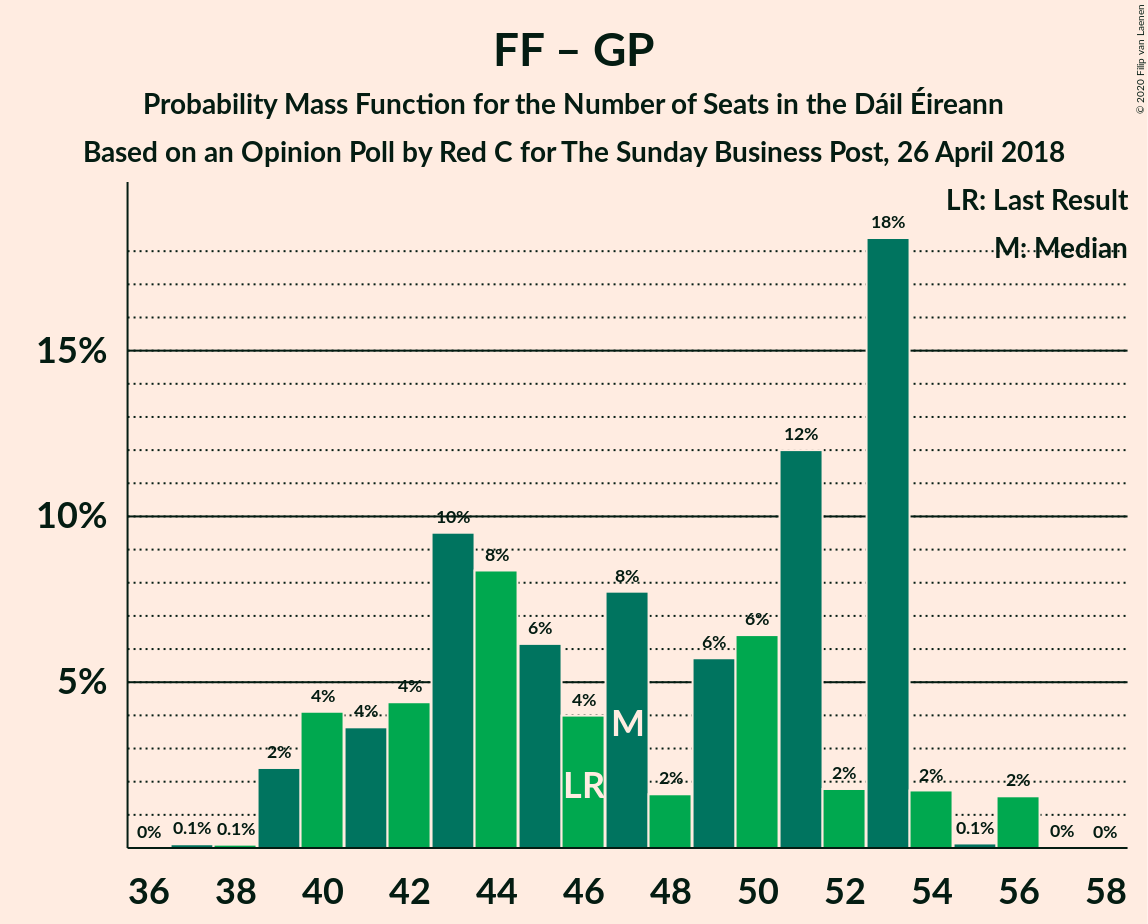 FF – GP
Probability Mass Function for the Number of Seats in the Dáil Éireann
Based on an Opinion Poll by Red C for The Sunday Business Post, 26 April 2018
© 2020 Filip van Laenen
LR: Last Result
M: Median
15%
10%
5%
0%
0.1%
0.1%
2%
4%
4%
4%
10%
8%
6%
4%
8%
2%
6%
6%
12%
2%
18%
2%
0.1%
2%
0%
0%
LR
M
36 38 40 42 44 46 48 50 52 54 56 58